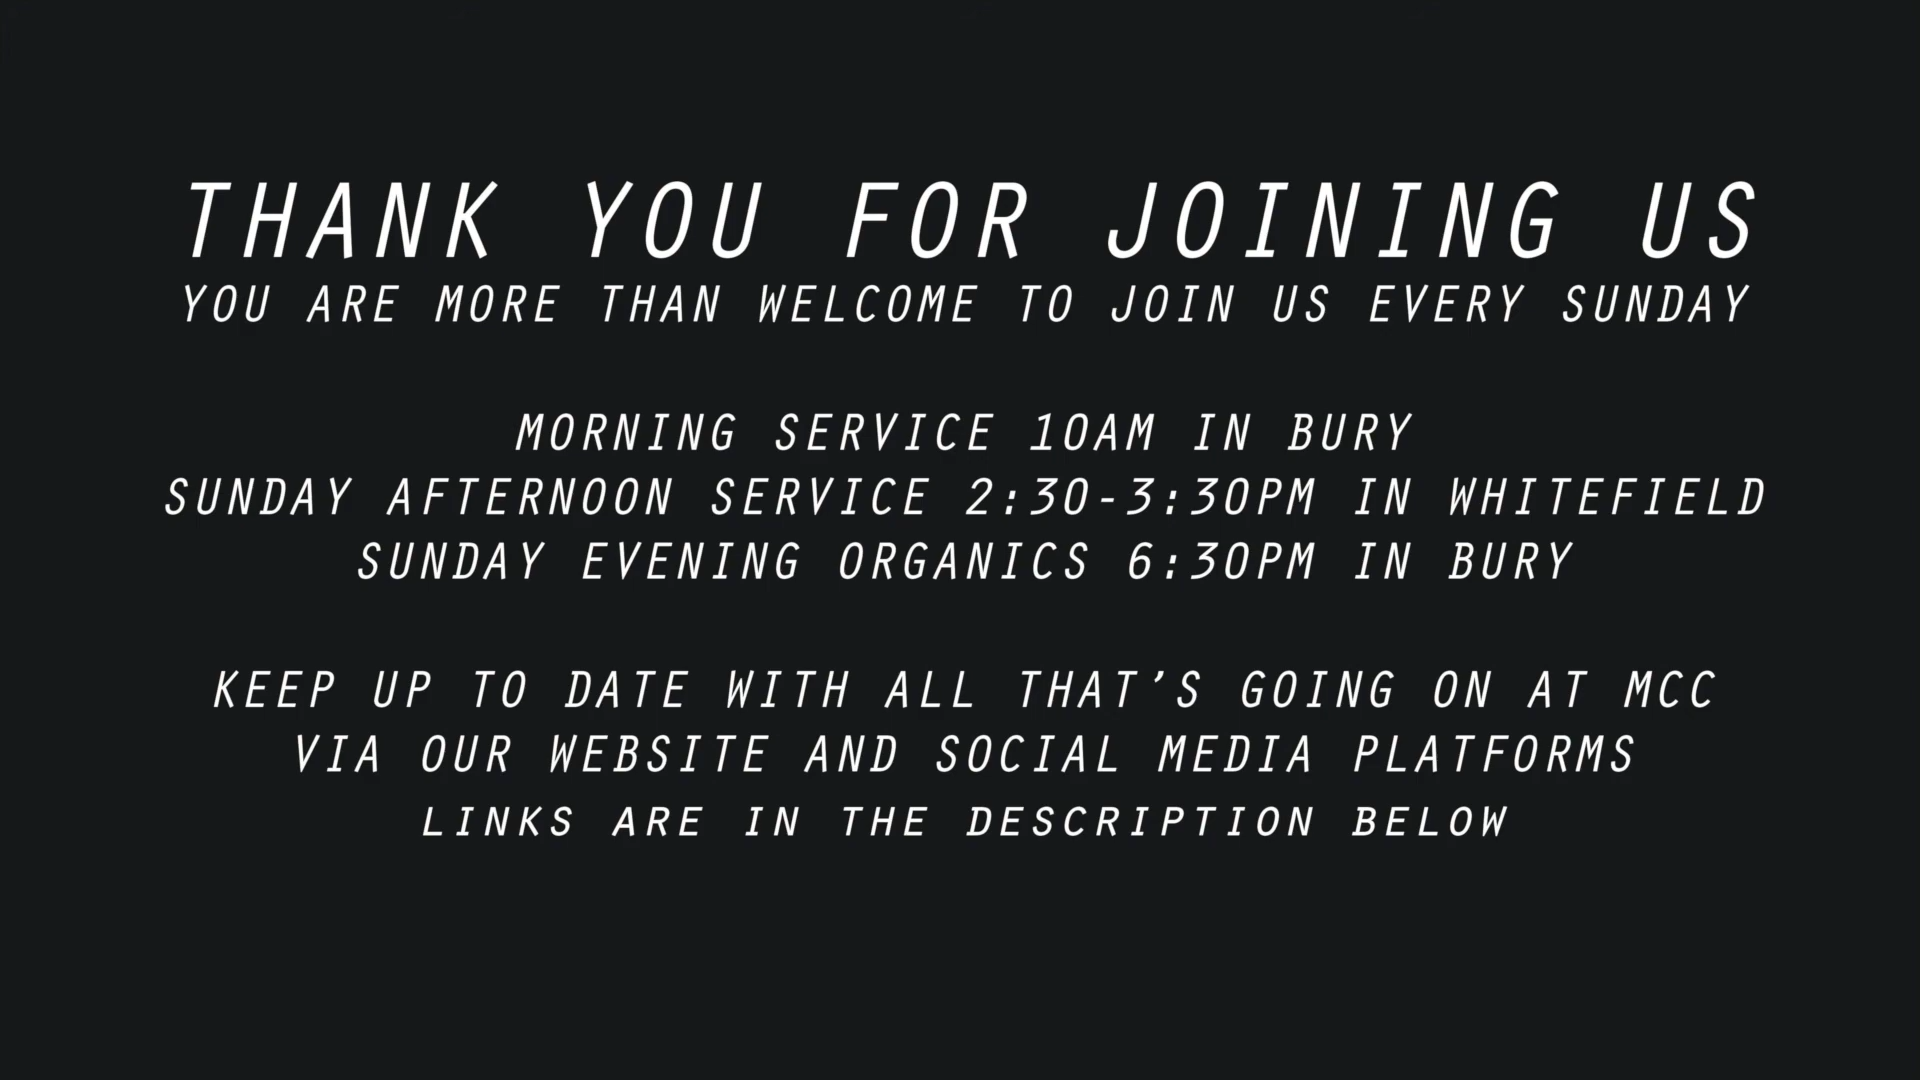 THANK YOU FOR JOINING US
YOU ARE MORE THAN WELCOME TO JOIN US EVERY SUNDAY
MORNING SERVICE 10AM IN BURY
SUNDAY AFTERNOON SERVICE 2:30-3:30PM IN WHITEFIELD
SUNDAY EVENING ORGANICS 6:30PM IN BURY
KEEP UP TO DATE WITH ALL THAT’S GOING ON AT MCC
VIA OUR WEBSITE AND SOCIAL MEDIA PLATFORMS
LINKS ARE IN THE DESCRIPTION BELOW